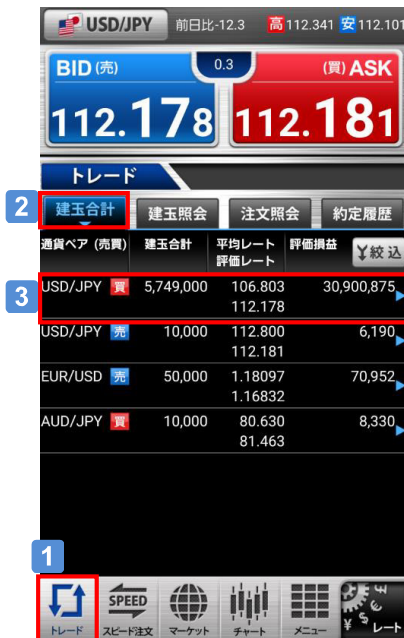 USD/JPY 前日比-12.3 高 112.341 安 112.101
BID (売) 0.3 (買) ASK
112.178 112.181
トレード
2 建玉合計 建玉照会 注文照会 約定履歴
通貨ペア (売買) 建玉合計 平均レート 評価損益
評価レート
絞込
3 USD/JPY 買 5,749,000 106.803 30,900,875
112.178
USD/JPY 売 10,000 112.800 6,190
112.181
EUR/USD 売 50,000 1.18097 70,952
1.16832
AUD/JPY 買 10,000 80.630 8,330
81.463
1
SPEED
トレード スピード注文 マーケット チャート メニュー レート